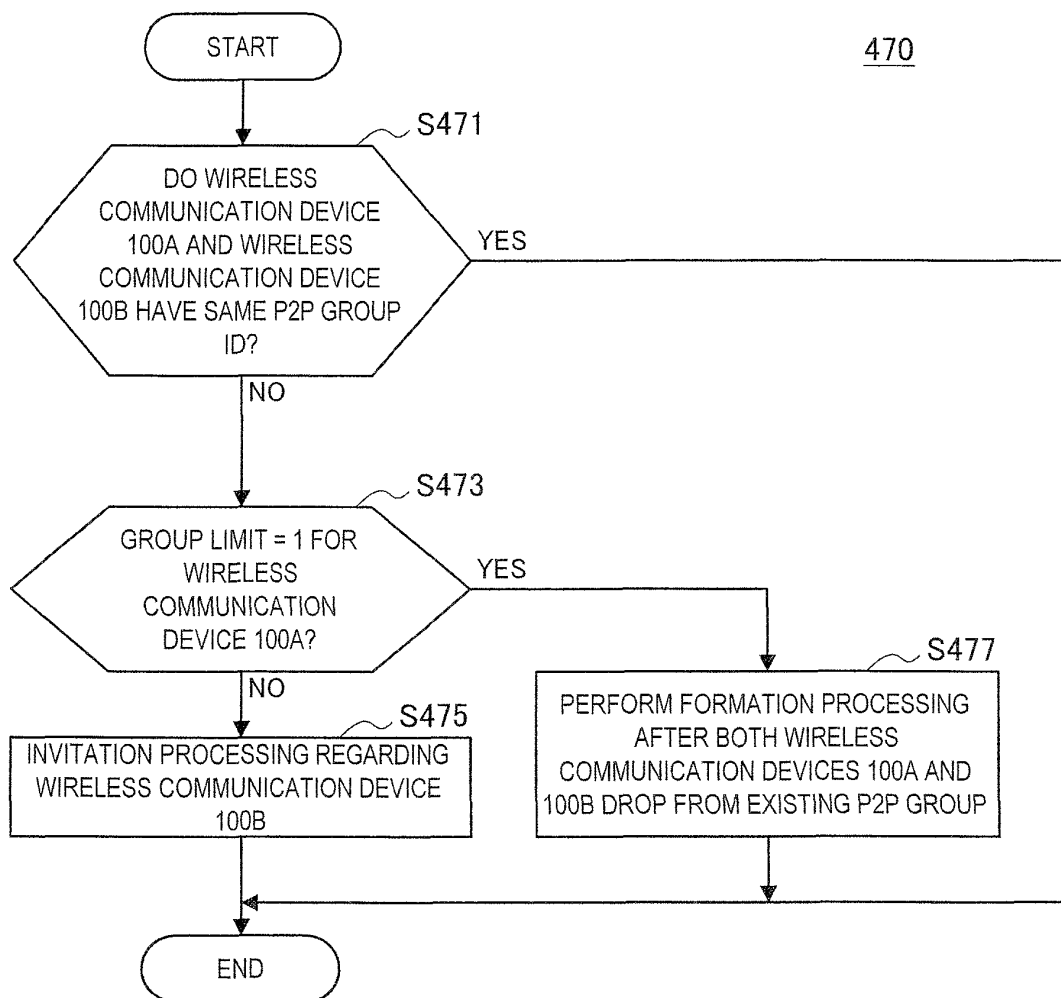 START
470
S471
DO WIRELESS
COMMUNICATION DEVICE
100A AND WIRELESS
COMMUNICATION DEVICE
100B HAVE SAME P2P GROUP
ID?
YES
NO
S473
GROUP LIMIT = 1 FOR
WIRELESS
COMMUNICATION
DEVICE 100A?
YES
NO
S477
PERFORM FORMATION PROCESSING
AFTER BOTH WIRELESS
COMMUNICATION DEVICES 100A AND
100B DROP FROM EXISTING P2P GROUP
S475
INVITATION PROCESSING REGARDING
WIRELESS COMMUNICATION DEVICE
100B
END